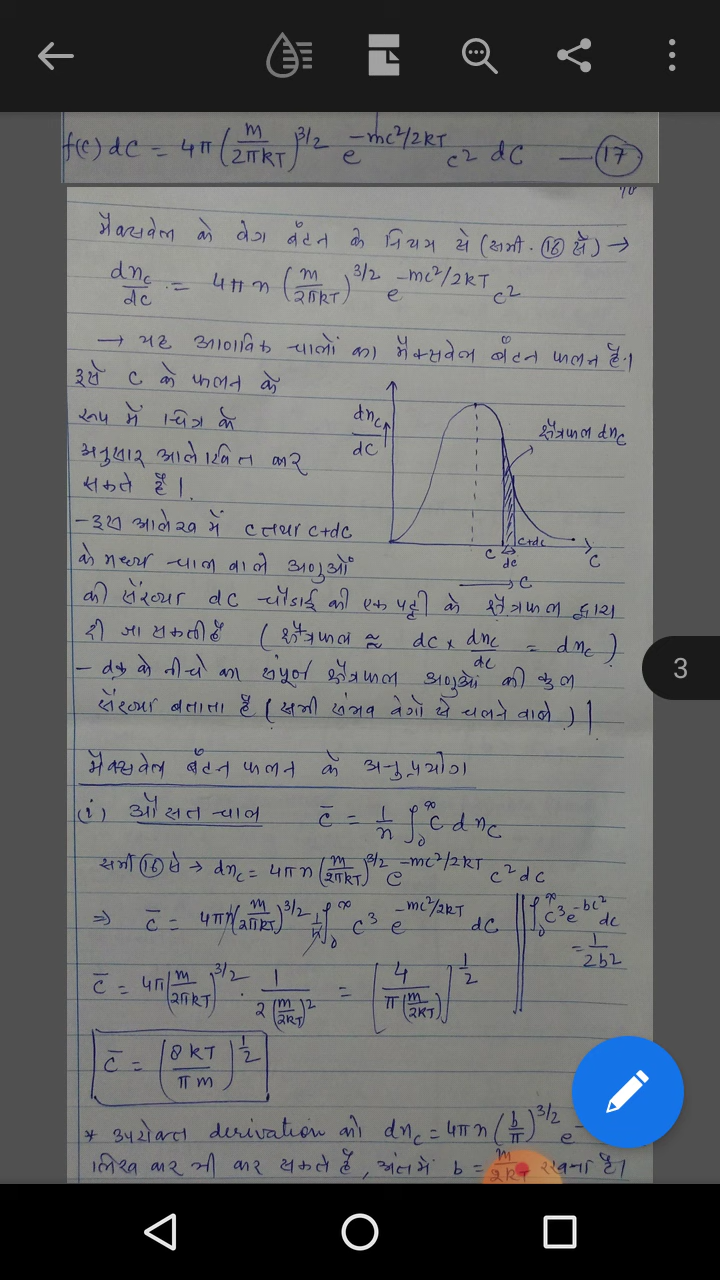 f(c) dc = 4π (m/2πkT)^3/2 e^-mc²/2kT c² dc — (17)
मैक्सवेल के वेग बँटन के नियम से (समी. (16) से) →
dn_c/dc = 4πn (m/2πkT)^3/2 e^-mc²/2kT c²
→ यह आणविक चालों का मैक्सवेल बँटन फलन है।
इसे C के फलन के
रूप में चित्र के
अनुसार आलेखित कर
सकते हैं।
dn_c/dc ↑
क्षेत्रफल dn_c
C c+dc C
dc
→ C
- इस आलेख में C तथा C+dc
के मध्य चाल वाले अणुओं
की संख्या dc चौडाई की एक पट्टी के क्षेत्रफल द्वारा
दी जा सकती है (क्षेत्रफल ≈ dc × dn_c/dc = dn_c)
- वक्र के नीचे का संपूर्ण क्षेत्रफल अणुओं की कुल
संख्या बताता है (सभी संभव वेगों से चलने वाले)|
मैक्सवेल बँटन फलन के अनुप्रयोग
(i) औसत चाल c̄ = 1/n ∫₀^∞ c dn_c
समी (16) से → dn_c = 4πn (m/2πkT)^3/2 e^-mc²/2kT c² dc
⇒ c̄ = 4πn (m/2πkT)^3/2 1/n ∫₀^∞ c³ e^-mc²/2kT dc
∫₀^∞ c³ e^-bc² dc
= 1/2b²
c̄ = 4π (m/2πkT)^3/2 · 1/2(m/2kT)² = [4/π(m/2kT)]^1/2
c̄ = (8kT/πm)^1/2
* उपरोक्त derivation को dn_c = 4πn (b/π)^3/2 e^-
लिख कर भी कर सकते हैं, अंत में b = m/2kT रखना है।
3